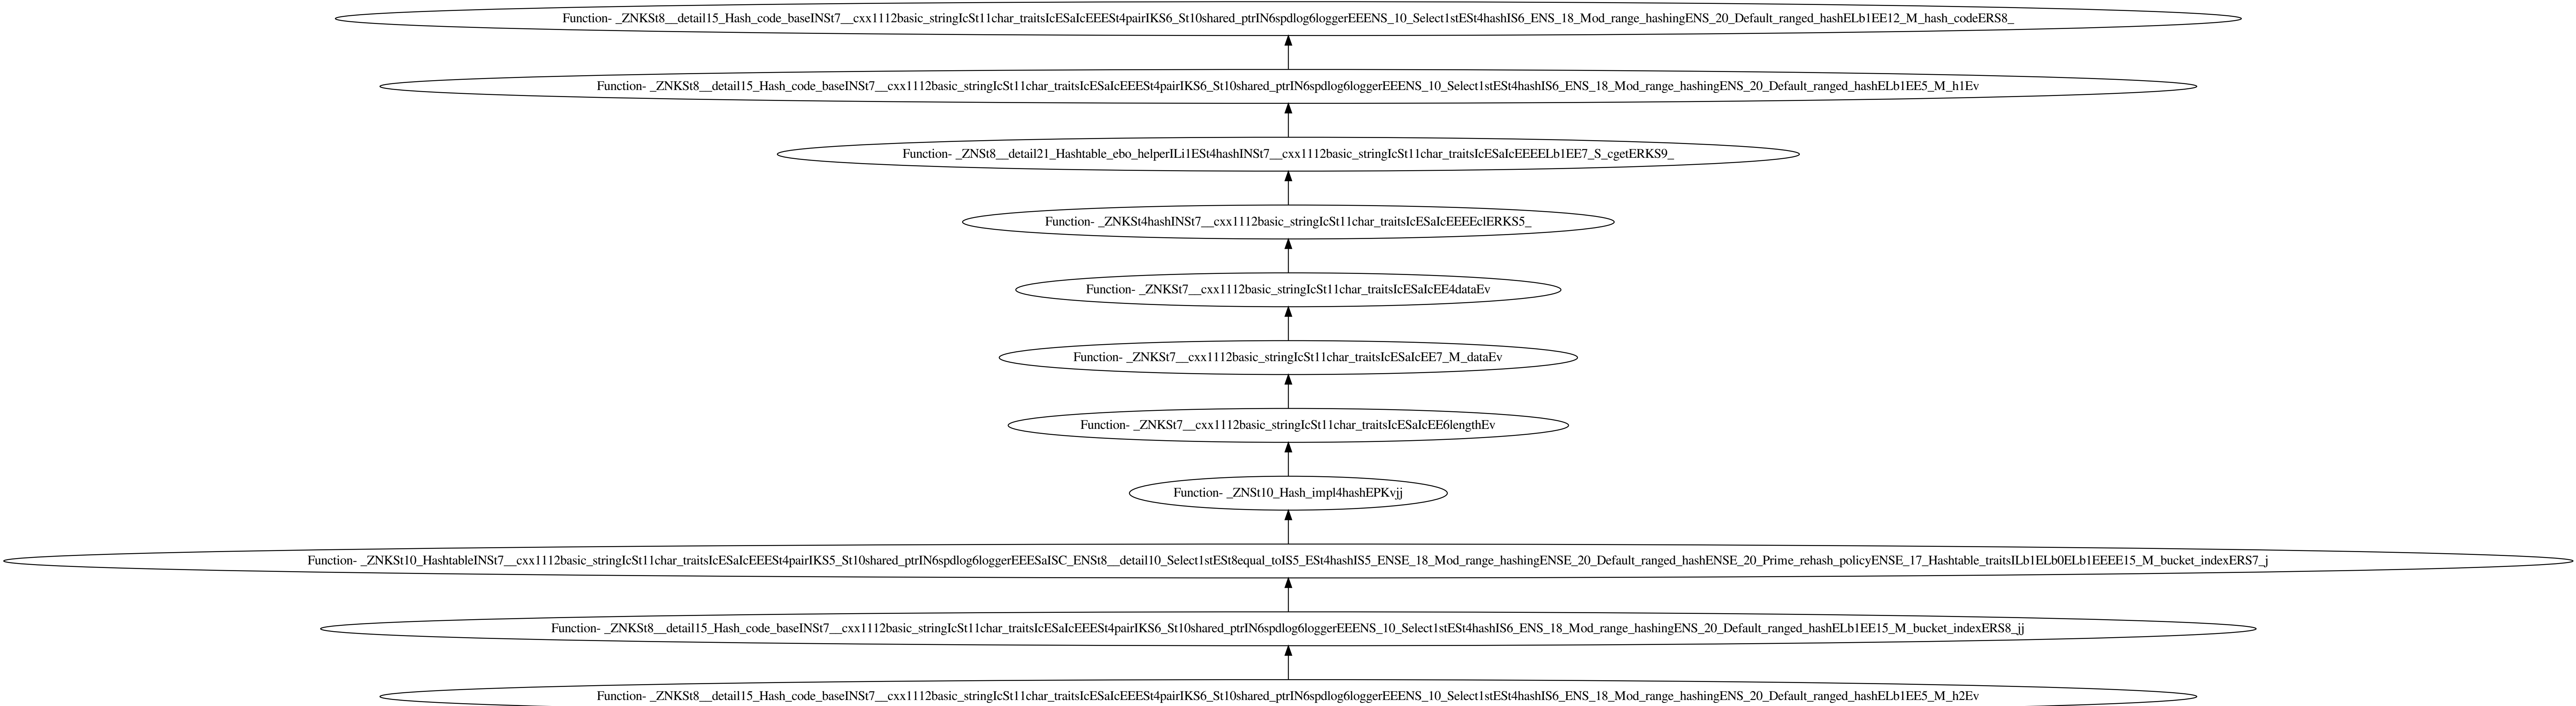 Function- _ZNKSt8__detail15_Hash_code_baseINSt7__cxx1112basic_stringIcSt11char_traitsIcESaIcEEESt4pairIKS6_St10shared_ptrIN6spdlog6loggerEEENS_10_Select1stESt4hashIS6_ENS_18_Mod_range_hashingENS_20_Default_ranged_hashELb1EE12_M_hash_codeERS8_
Function- _ZNKSt8__detail15_Hash_code_baseINSt7__cxx1112basic_stringIcSt11char_traitsIcESaIcEEESt4pairIKS6_St10shared_ptrIN6spdlog6loggerEEENS_10_Select1stESt4hashIS6_ENS_18_Mod_range_hashingENS_20_Default_ranged_hashELb1EE5_M_h1Ev
Function- _ZNSt8__detail21_Hashtable_ebo_helperILi1ESt4hashINSt7__cxx1112basic_stringIcSt11char_traitsIcESaIcEEEELb1EE7_S_cgetERKS9_
Function- _ZNKSt4hashINSt7__cxx1112basic_stringIcSt11char_traitsIcESaIcEEEEclERKS5_
Function- _ZNKSt7__cxx1112basic_stringIcSt11char_traitsIcESaIcEE4dataEv
Function- _ZNKSt7__cxx1112basic_stringIcSt11char_traitsIcESaIcEE7_M_dataEv
Function- _ZNKSt7__cxx1112basic_stringIcSt11char_traitsIcESaIcEE6lengthEv
Function- _ZNSt10_Hash_impl4hashEPKvjj
Function- _ZNKSt10_HashtableINSt7__cxx1112basic_stringIcSt11char_traitsIcESaIcEEESt4pairIKS5_St10shared_ptrIN6spdlog6loggerEEESaISC_ENSt8__detail10_Select1stESt8equal_toIS5_ESt4hashIS5_ENSE_18_Mod_range_hashingENSE_20_Default_ranged_hashENSE_20_Prime_rehash_policyENSE_17_Hashtable_traitsILb1ELb0ELb1EEEE15_M_bucket_indexERS7_j
Function- _ZNKSt8__detail15_Hash_code_baseINSt7__cxx1112basic_stringIcSt11char_traitsIcESaIcEEESt4pairIKS6_St10shared_ptrIN6spdlog6loggerEEENS_10_Select1stESt4hashIS6_ENS_18_Mod_range_hashingENS_20_Default_ranged_hashELb1EE15_M_bucket_indexERS8_jj
Function- _ZNKSt8__detail15_Hash_code_baseINSt7__cxx1112basic_stringIcSt11char_traitsIcESaIcEEESt4pairIKS6_St10shared_ptrIN6spdlog6loggerEEENS_10_Select1stESt4hashIS6_ENS_18_Mod_range_hashingENS_20_Default_ranged_hashELb1EE5_M_h2Ev